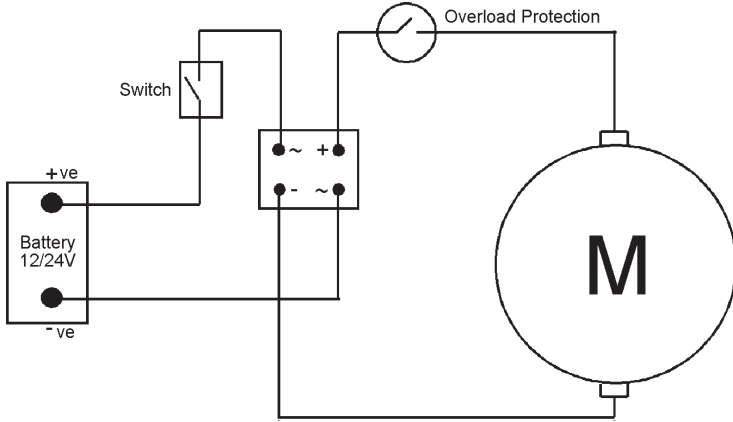 Overload Protection
Switch
~ +
- ~
+ve
Battery
12/24V
- ve
M